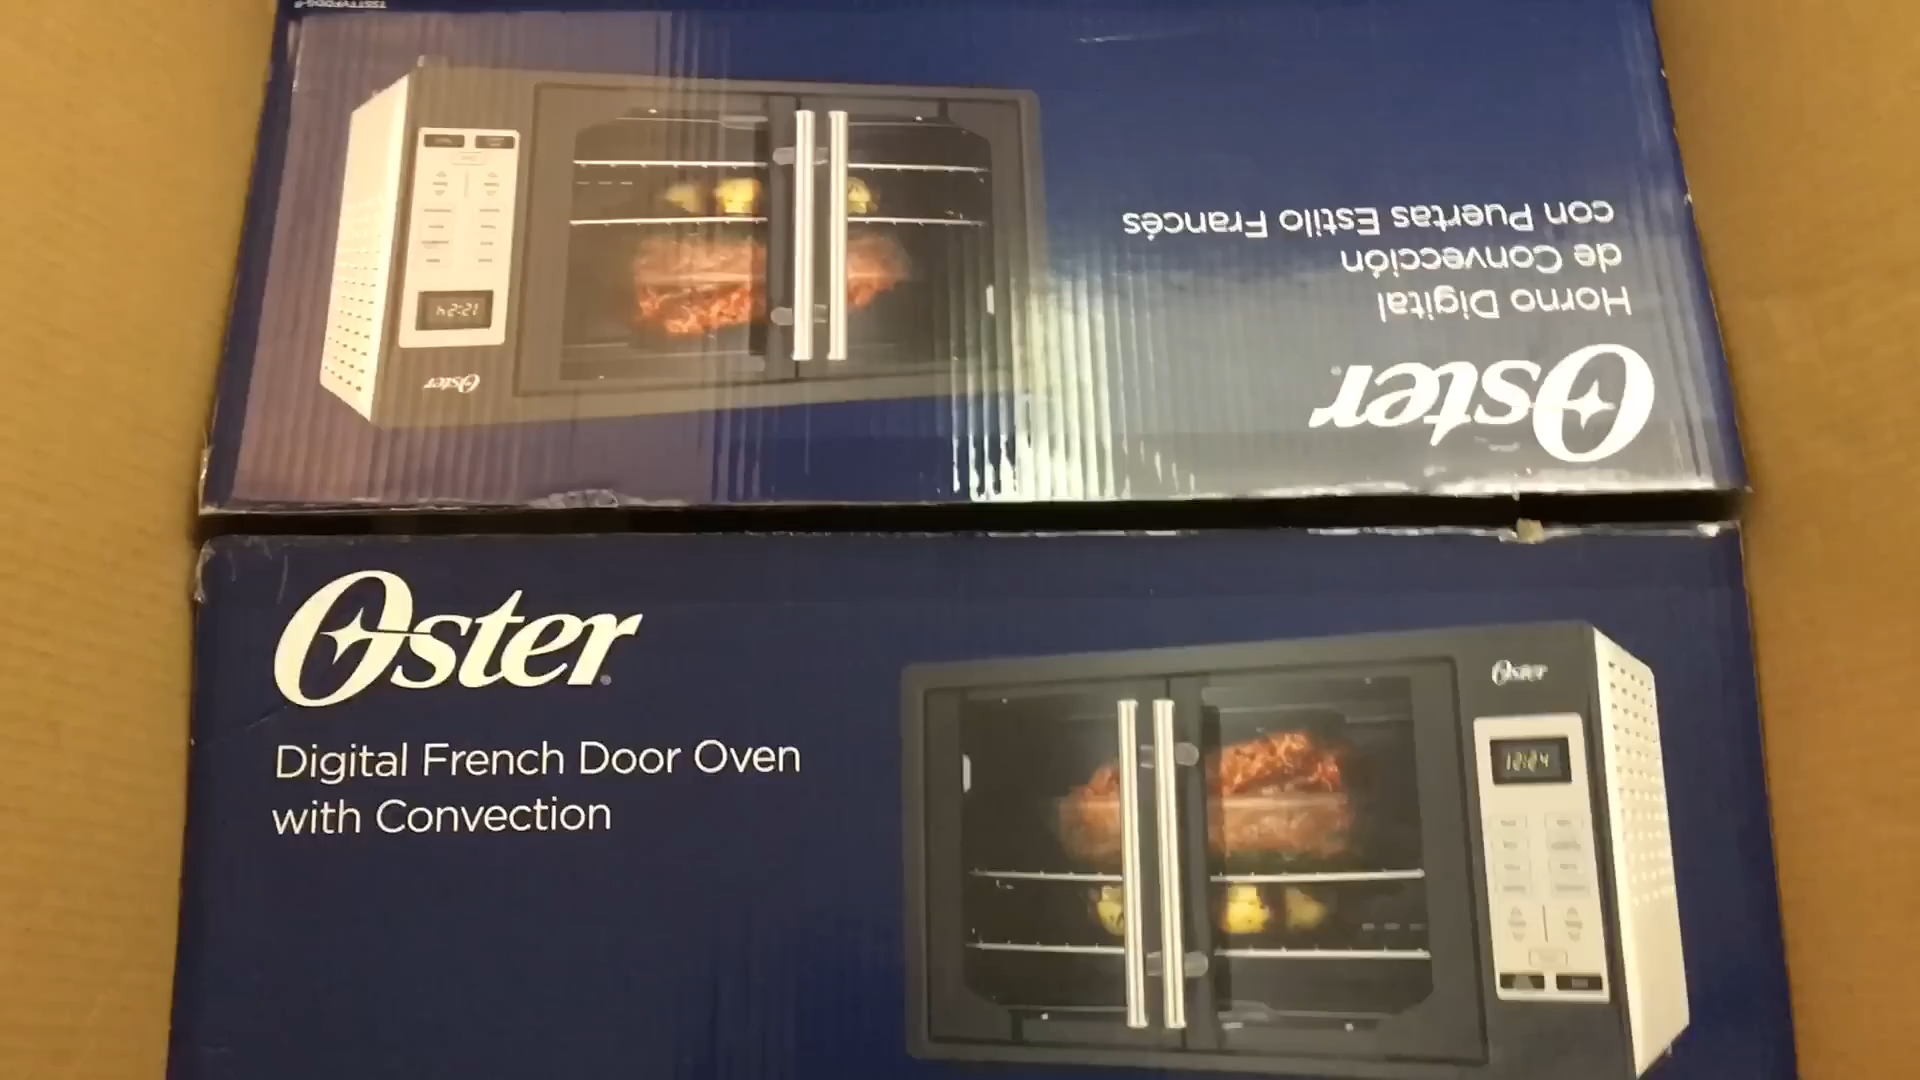 Horno Digital
de Convección
con Puertas Estilo Francés
Oster
Oster
12:24
Oster
Digital French Door Oven
with Convection
Oster
12:24